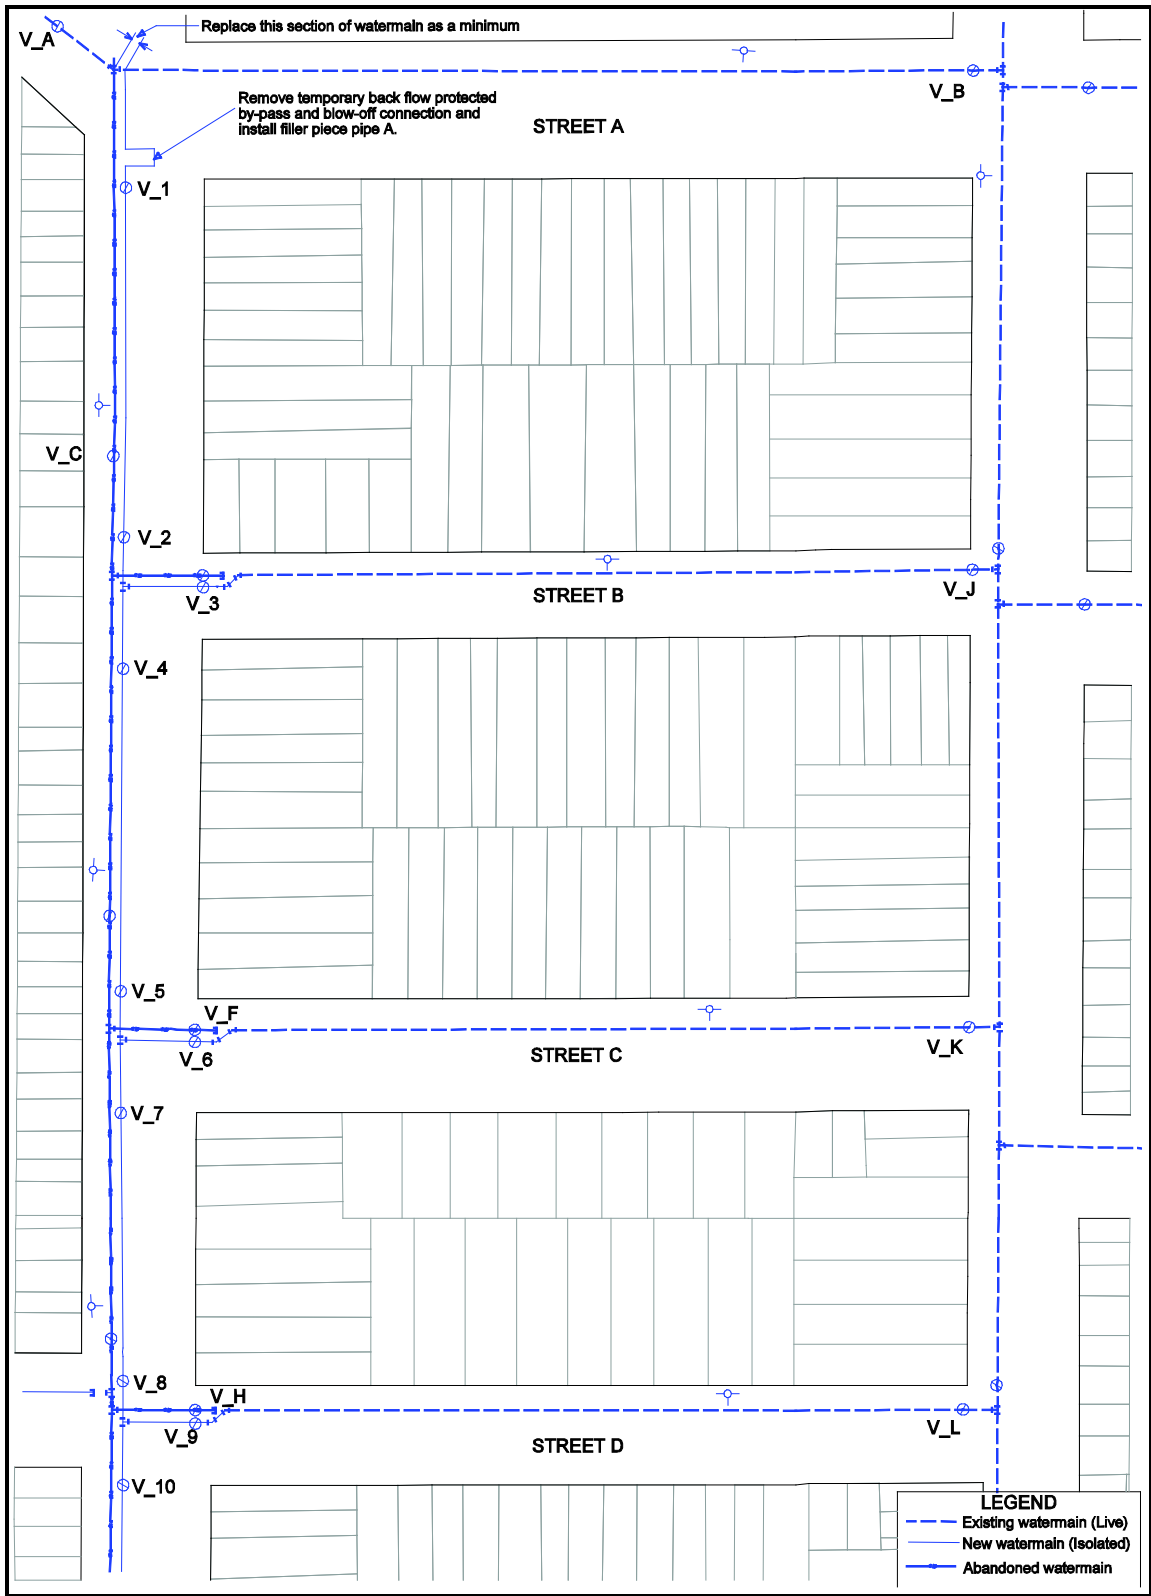 Replace this section of watermain as a minimum
V_A
V_B
Remove temporary back flow protected
by-pass and blow-off connection and
install filler piece pipe A.
STREET A
V_1
V_C
V_2
V_J
STREET B
V_3
V_4
V_5
V_F
V_K
STREET C
V_6
V_7
V_8
V_H
V_L
V_9
STREET D
V_10
LEGEND
Existing watermain (Live)
New watermain (Isolated)
Abandoned watermain